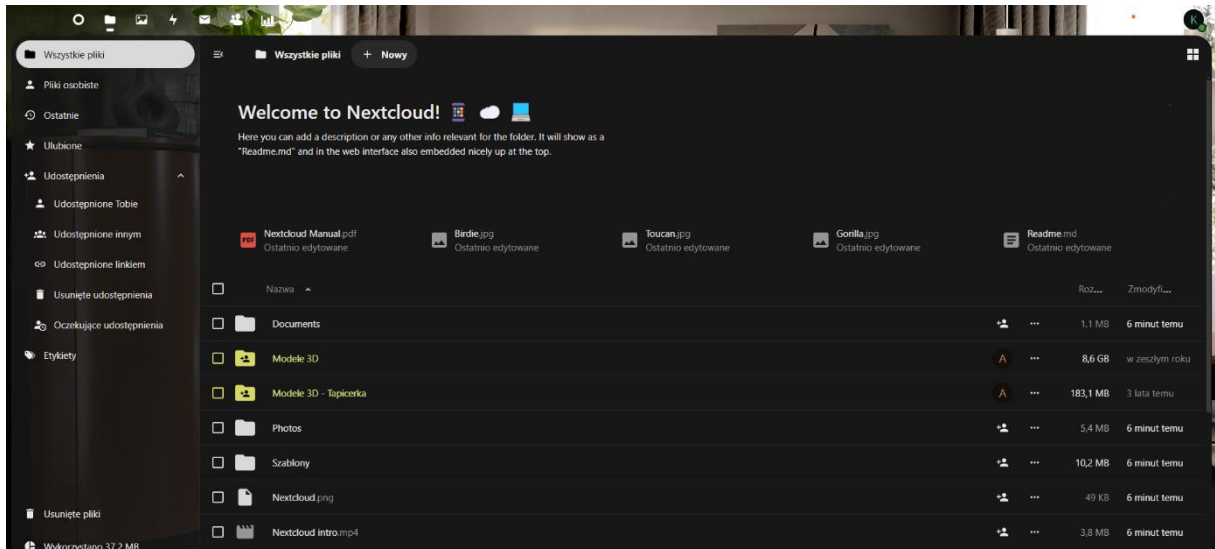 K
Wszystkie pliki
Pliki osobiste
Ostatnie
Ulubione
Udostępnienia
Udostępnione Tobie
Udostępnione innym
Udostępnione linkiem
Usunięte udostępnienia
Oczekujące udostępnienia
Etykiety
Usunięte pliki
Wykorzystano 37.2 MB
Wszystkie pliki + Nowy
Welcome to Nextcloud!
Here you can add a description or any other info relevant for the folder. It will show as a
"Readme.md" and in the web interface also embedded nicely up at the top.
PDF Nextcloud Manual.pdf Birdie.jpg Toucan.jpg Gorilla.jpg Readme.md
Ostatnio edytowane Ostatnio edytowane Ostatnio edytowane Ostatnio edytowane Ostatnio edytowane
Nazwa Roz... Zmodyfi...
Documents 1,1 MB 6 minut temu
Modele 3D A 8,6 GB w zeszłym roku
Modele 3D - Tapicerka A 183,1 MB 3 lata temu
Photos 5,4 MB 6 minut temu
Szablony 10,2 MB 6 minut temu
Nextcloud.png 49 KB 6 minut temu
Nextcloud intro.mp4 3,8 MB 6 minut temu